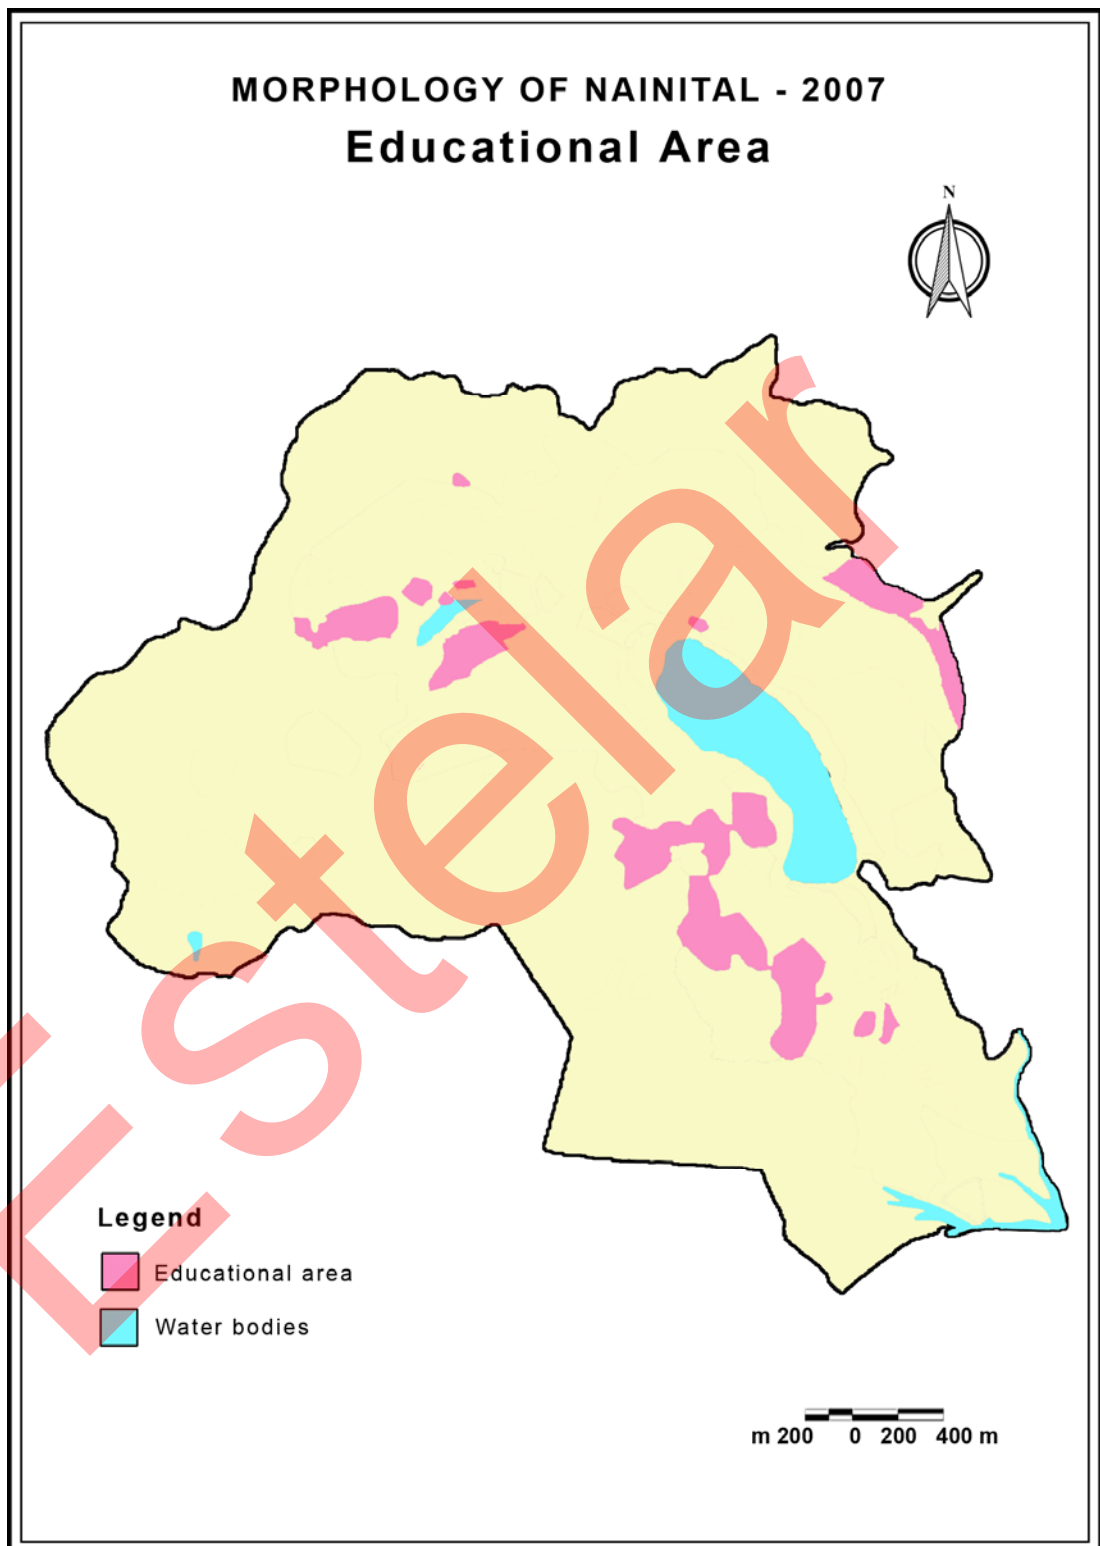 MORPHOLOGY OF NAINITAL - 2007
Educational Area
N
Estelar
Legend
Educational area
Water bodies
m 200 0 200 400 m